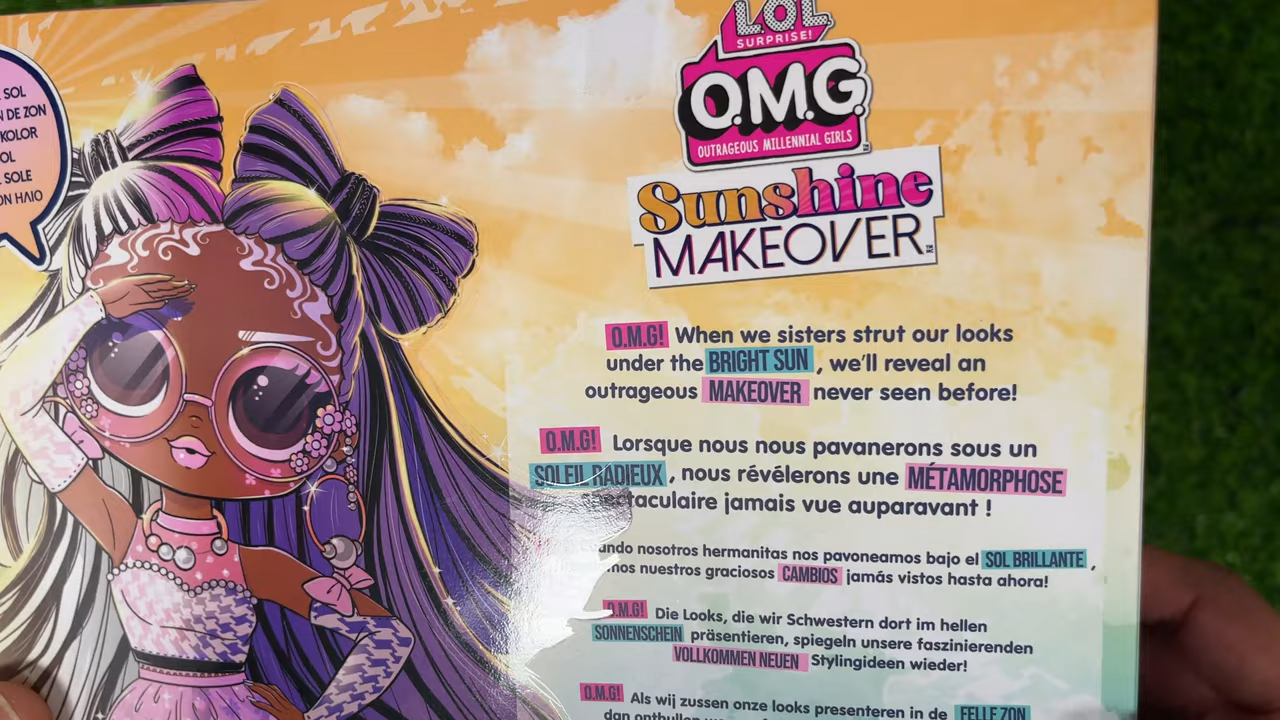 SOL
DE ZON
KOLOR
OL
SOLE
ON ΗΛΙΟ
L.O.L.
SURPRISE!
O.M.G.
OUTRAGEOUS MILLENNIAL GIRLS
Sunshine
MAKEOVER™
O.M.G! When we sisters strut our looks
under the BRIGHT SUN, we'll reveal an
outrageous MAKEOVER never seen before!
O.M.G! Lorsque nous nous pavanerons sous un
SOLEIL RADIEUX, nous révélerons une MÉTAMORPHOSE
spectaculaire jamais vue auparavant !
ando nosotros hermanitas nos pavoneamos bajo el SOL BRILLANTE,
mos nuestros graciosos CAMBIOS jamás vistos hasta ahora!
O.M.G! Die Looks, die wir Schwestern dort im hellen
SONNENSCHEIN präsentieren, spiegeln unsere faszinierenden
VOLLKOMMEN NEUEN Stylingideen wieder!
O.M.G! Als wij zussen onze looks presenteren in de FELLE ZON